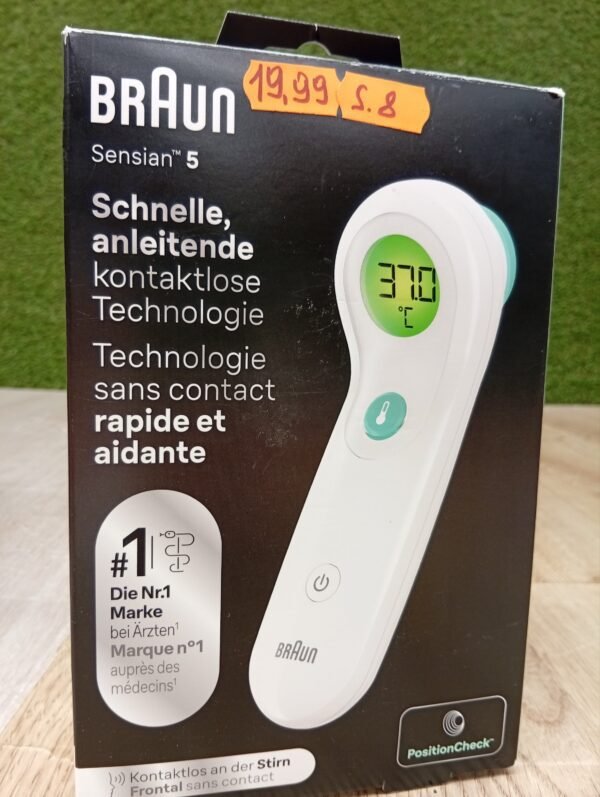 BRAUN
19,99 S. 8
Sensian™ 5
Schnelle,
anleitende
kontaktlose
Technologie
Technologie
sans contact
rapide et
aidante
37.0
°C
#1
Die Nr.1
Marke
bei Ärzten¹
Marque n°1
auprès des
médecins¹
BRAUN
PositionCheck™
Kontaktlos an der Stirn
Frontal sans contact